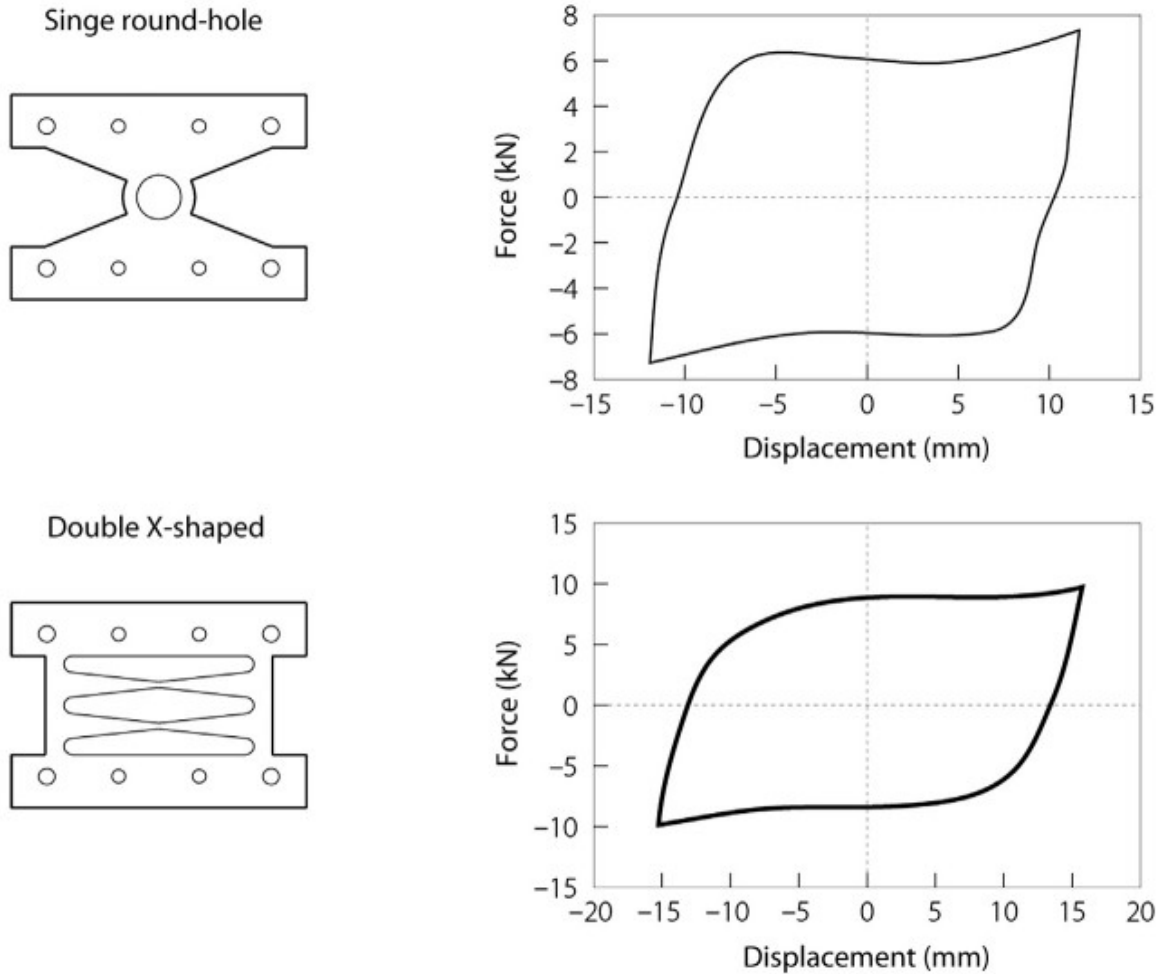 Singe round-hole
8
6
4
2
0
−2
−4
−6
−8
Force (kN)
−15 −10 −5 0 5 10 15
Displacement (mm)
Double X-shaped
15
10
5
0
−5
−10
−15
Force (kN)
−20 −15 −10 −5 0 5 10 15 20
Displacement (mm)